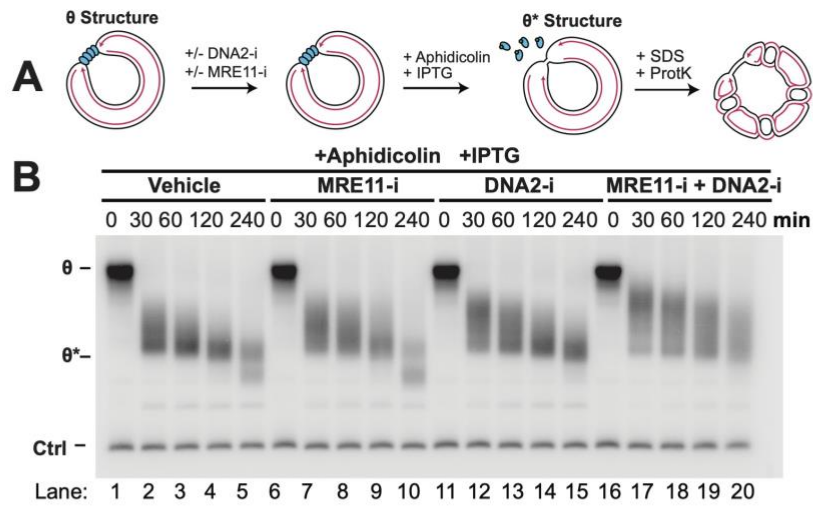 θ Structure
θ* Structure
A
+/- DNA2-i
+/- MRE11-i
+ Aphidicolin
+ IPTG
+ SDS
+ ProtK
B
+Aphidicolin +IPTG
Vehicle MRE11-i DNA2-i MRE11-i + DNA2-i
0 30 60 120 240 0 30 60 120 240 0 30 60 120 240 0 30 60 120 240 min
θ –
θ*–
Ctrl –
Lane: 1 2 3 4 5 6 7 8 9 10 11 12 13 14 15 16 17 18 19 20